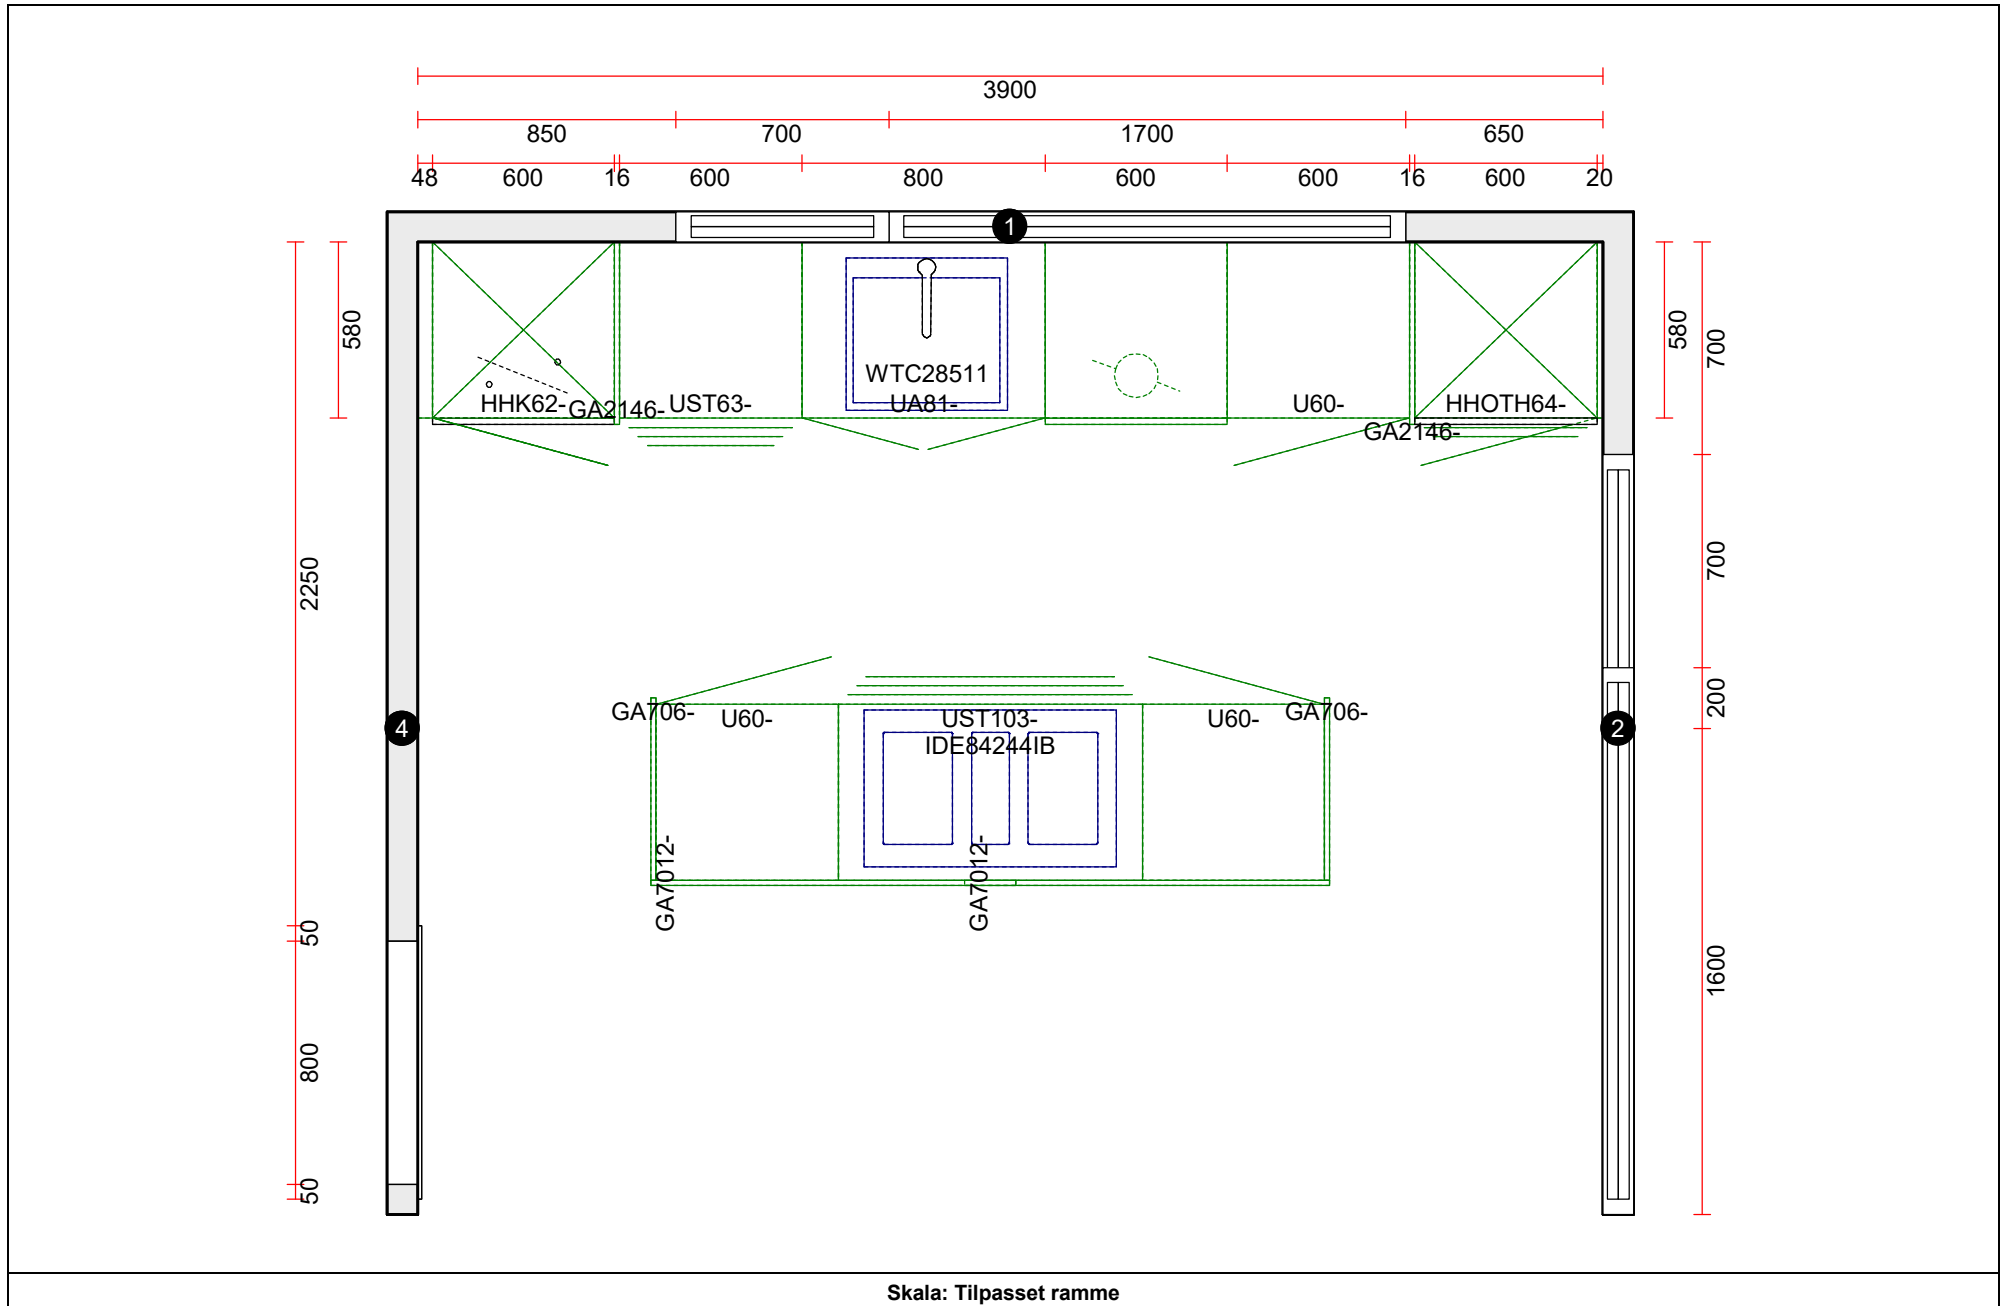 3900
850 700 1700 650
48 600 16 600 800 600 600 16 600 20
1
580
580
700
WTC28511
HHK62- GA2146- UST63- UA81- U60- HHOTH64-
GA2146-
2250
700
200
GA706- U60- UST103- U60- GA706-
4
2
IDE84244IB
GA7012- GA7012-
50
1600
800
50
Skala: Tilpasset ramme